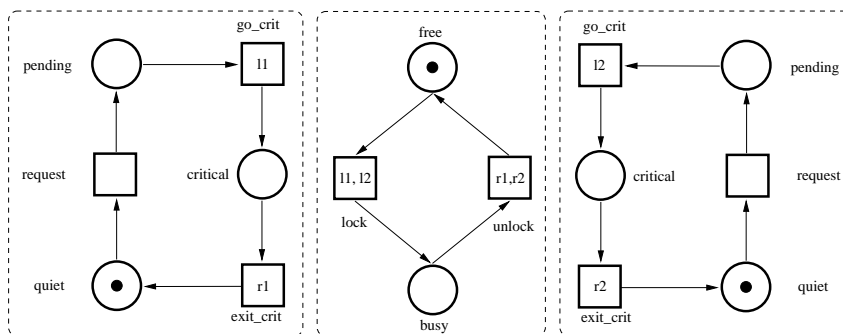 go_crit
pending
l1
request
critical
quiet
r1
exit_crit
free
l1, l2
r1,r2
lock
unlock
busy
go_crit
l2
pending
critical
request
r2
quiet
exit_crit